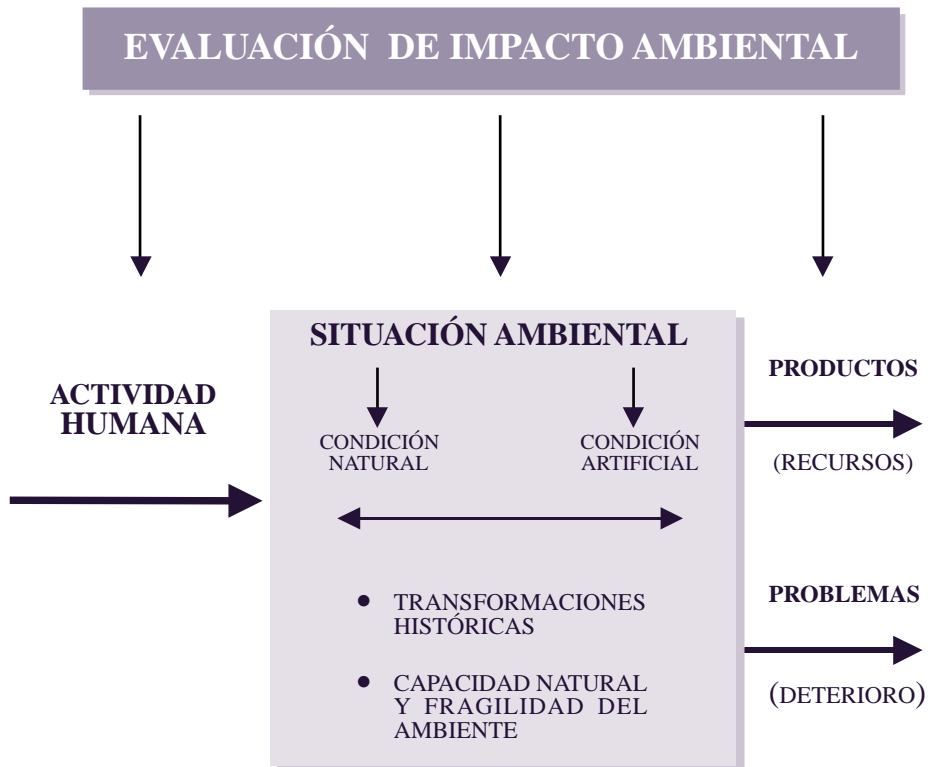 EVALUACIÓN DE IMPACTO AMBIENTAL
SITUACIÓN AMBIENTAL
ACTIVIDAD
HUMANA
CONDICIÓN
NATURAL
CONDICIÓN
ARTIFICIAL
PRODUCTOS
(RECURSOS)
• TRANSFORMACIONES
HISTÓRICAS
• CAPACIDAD NATURAL
Y FRAGILIDAD DEL
AMBIENTE
PROBLEMAS
(DETERIORO)